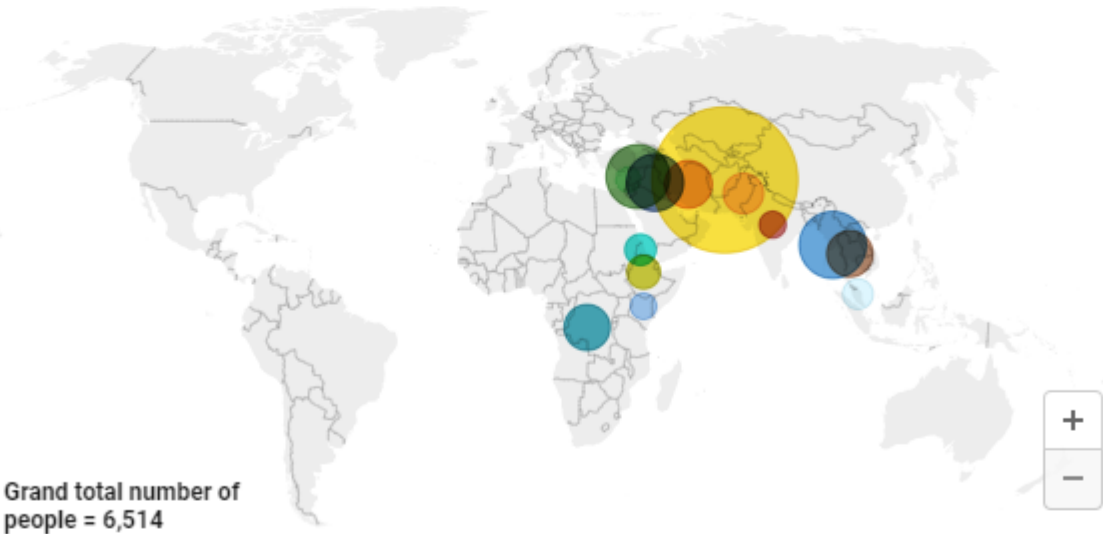 Grand total number of
people = 6,514
+
−